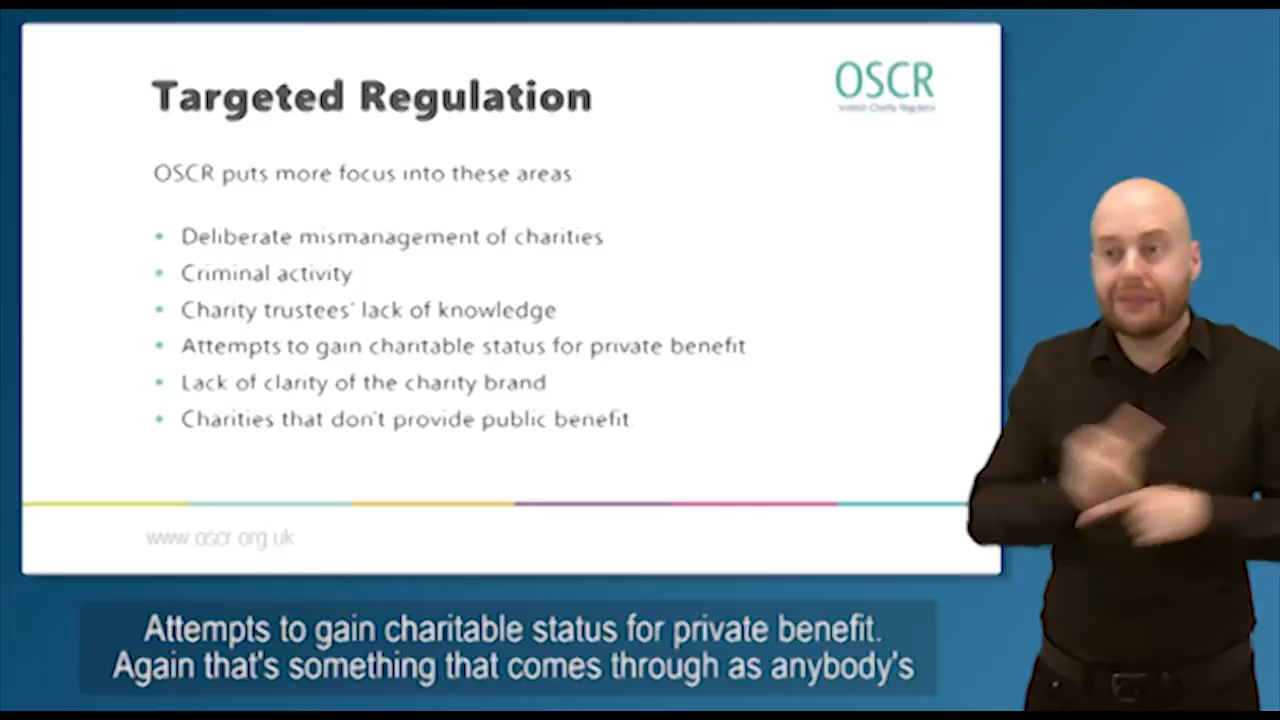 Targeted Regulation
OSCR
Scottish Charity Regulator
OSCR puts more focus into these areas:
• Deliberate mismanagement of charities
• Criminal activity
• Charity trustees' lack of knowledge
• Attempts to gain charitable status for private benefit
• Lack of clarity of the charity brand
• Charities that don't provide public benefit.
www.oscr.org.uk
Attempts to gain charitable status for private benefit.
Again that's something that comes through as anybody's